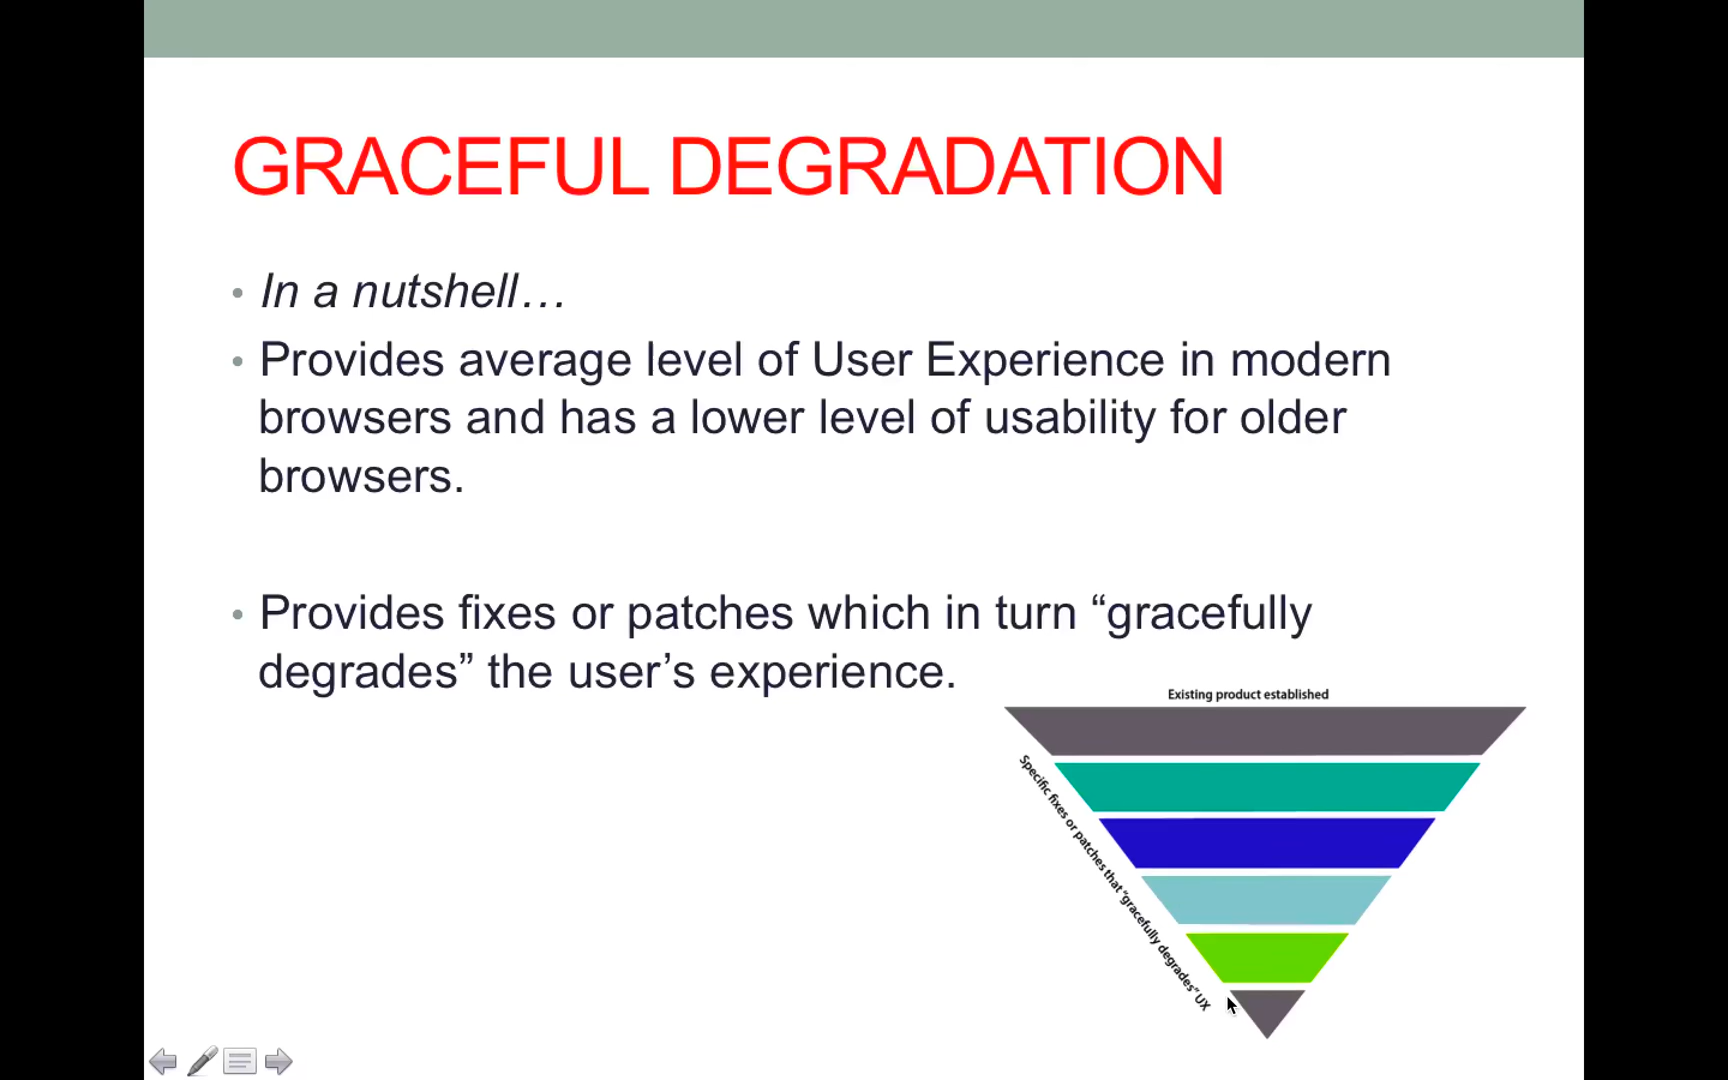 GRACEFUL DEGRADATION
• In a nutshell…
• Provides average level of User Experience in modern
browsers and has a lower level of usability for older
browsers.
• Provides fixes or patches which in turn “gracefully
degrades” the user’s experience.
Existing product established
Specific fixes or patches that “gracefully degrades” UX